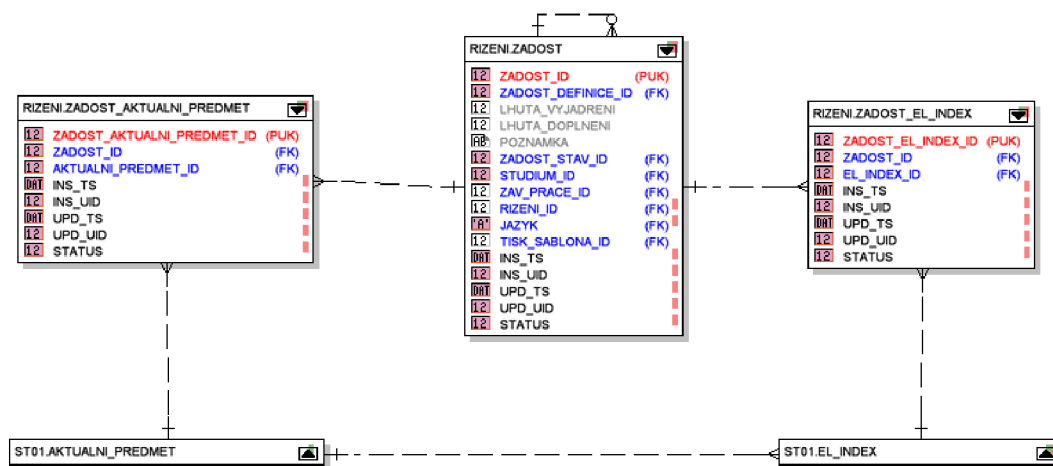 RIZENI.ZADOST
12 ZADOST_ID (PUK)
12 ZADOST_DEFINICE_ID (FK)
12 LHUTA_VYJADRENI
12 LHUTA_DOPLNENI
AB POZNAMKA
12 ZADOST_STAV_ID (FK)
12 STUDIUM_ID (FK)
12 ZAV_PRACE_ID (FK)
12 RIZENI_ID (FK)
'A' JAZYK (FK)
12 TISK_SABLONA_ID (FK)
DAT INS_TS
12 INS_UID
DAT UPD_TS
12 UPD_UID
12 STATUS
RIZENI.ZADOST_AKTUALNI_PREDMET
12 ZADOST_AKTUALNI_PREDMET_ID (PUK)
12 ZADOST_ID (FK)
12 AKTUALNI_PREDMET_ID (FK)
DAT INS_TS
12 INS_UID
DAT UPD_TS
12 UPD_UID
12 STATUS
RIZENI.ZADOST_EL_INDEX
12 ZADOST_EL_INDEX_ID (PUK)
12 ZADOST_ID (FK)
12 EL_INDEX_ID (FK)
DAT INS_TS
12 INS_UID
DAT UPD_TS
12 UPD_UID
12 STATUS
ST01.AKTUALNI_PREDMET
ST01.EL_INDEX